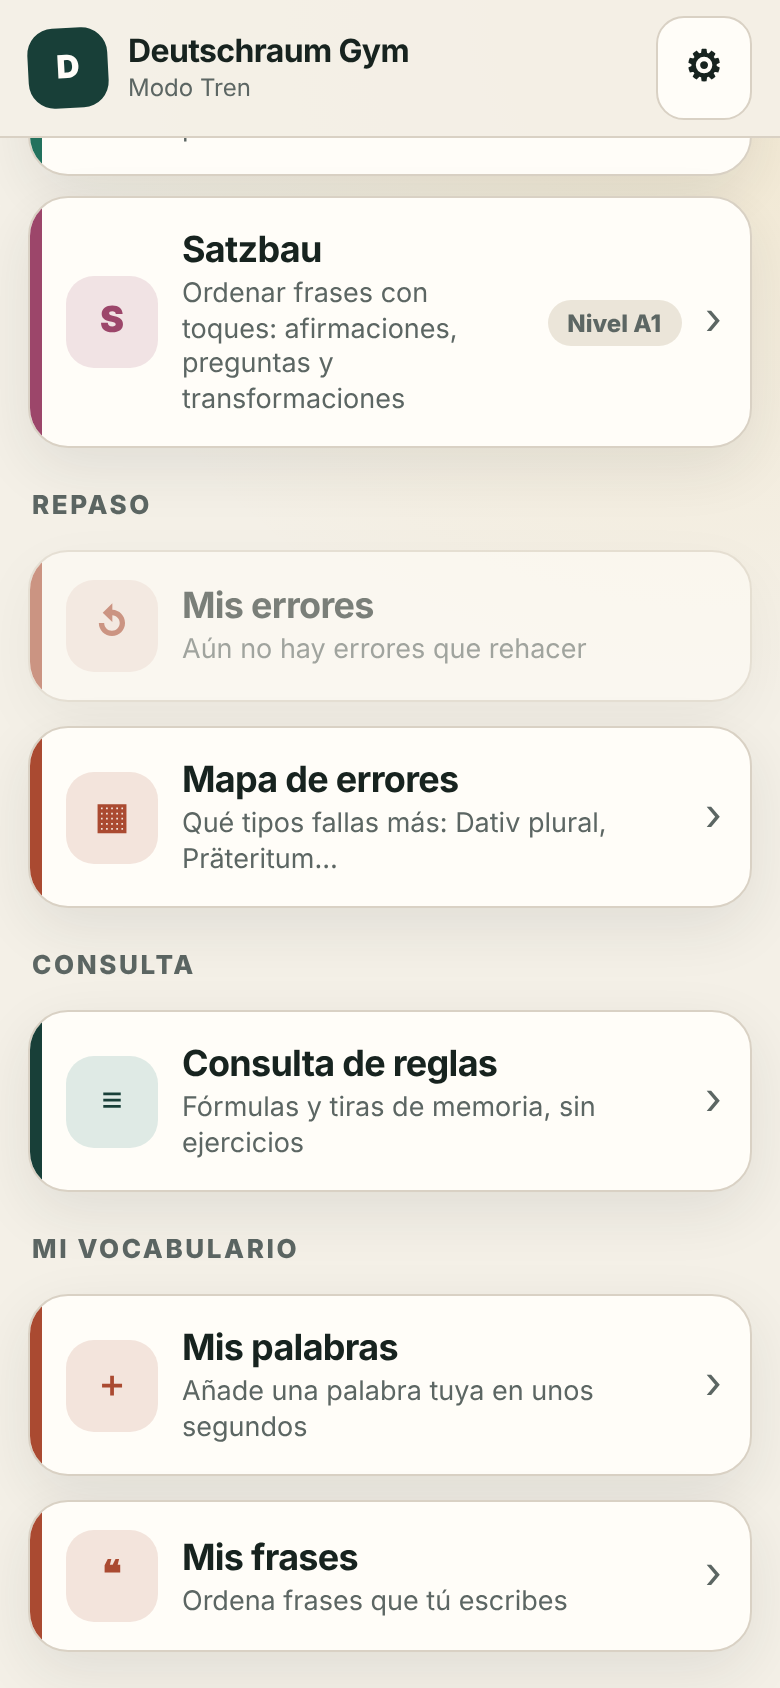 D
Deutschraum Gym
Modo Tren
Satzbau
S
Ordenar frases con
toques: afirmaciones,
preguntas y
transformaciones
Nivel A1
REPASO
Mis errores
Aún no hay errores que rehacer
Mapa de errores
Qué tipos fallas más: Dativ plural,
Präteritum…
CONSULTA
Consulta de reglas
Fórmulas y tiras de memoria, sin
ejercicios
MI VOCABULARIO
Mis palabras
Añade una palabra tuya en unos
segundos
Mis frases
Ordena frases que tú escribes